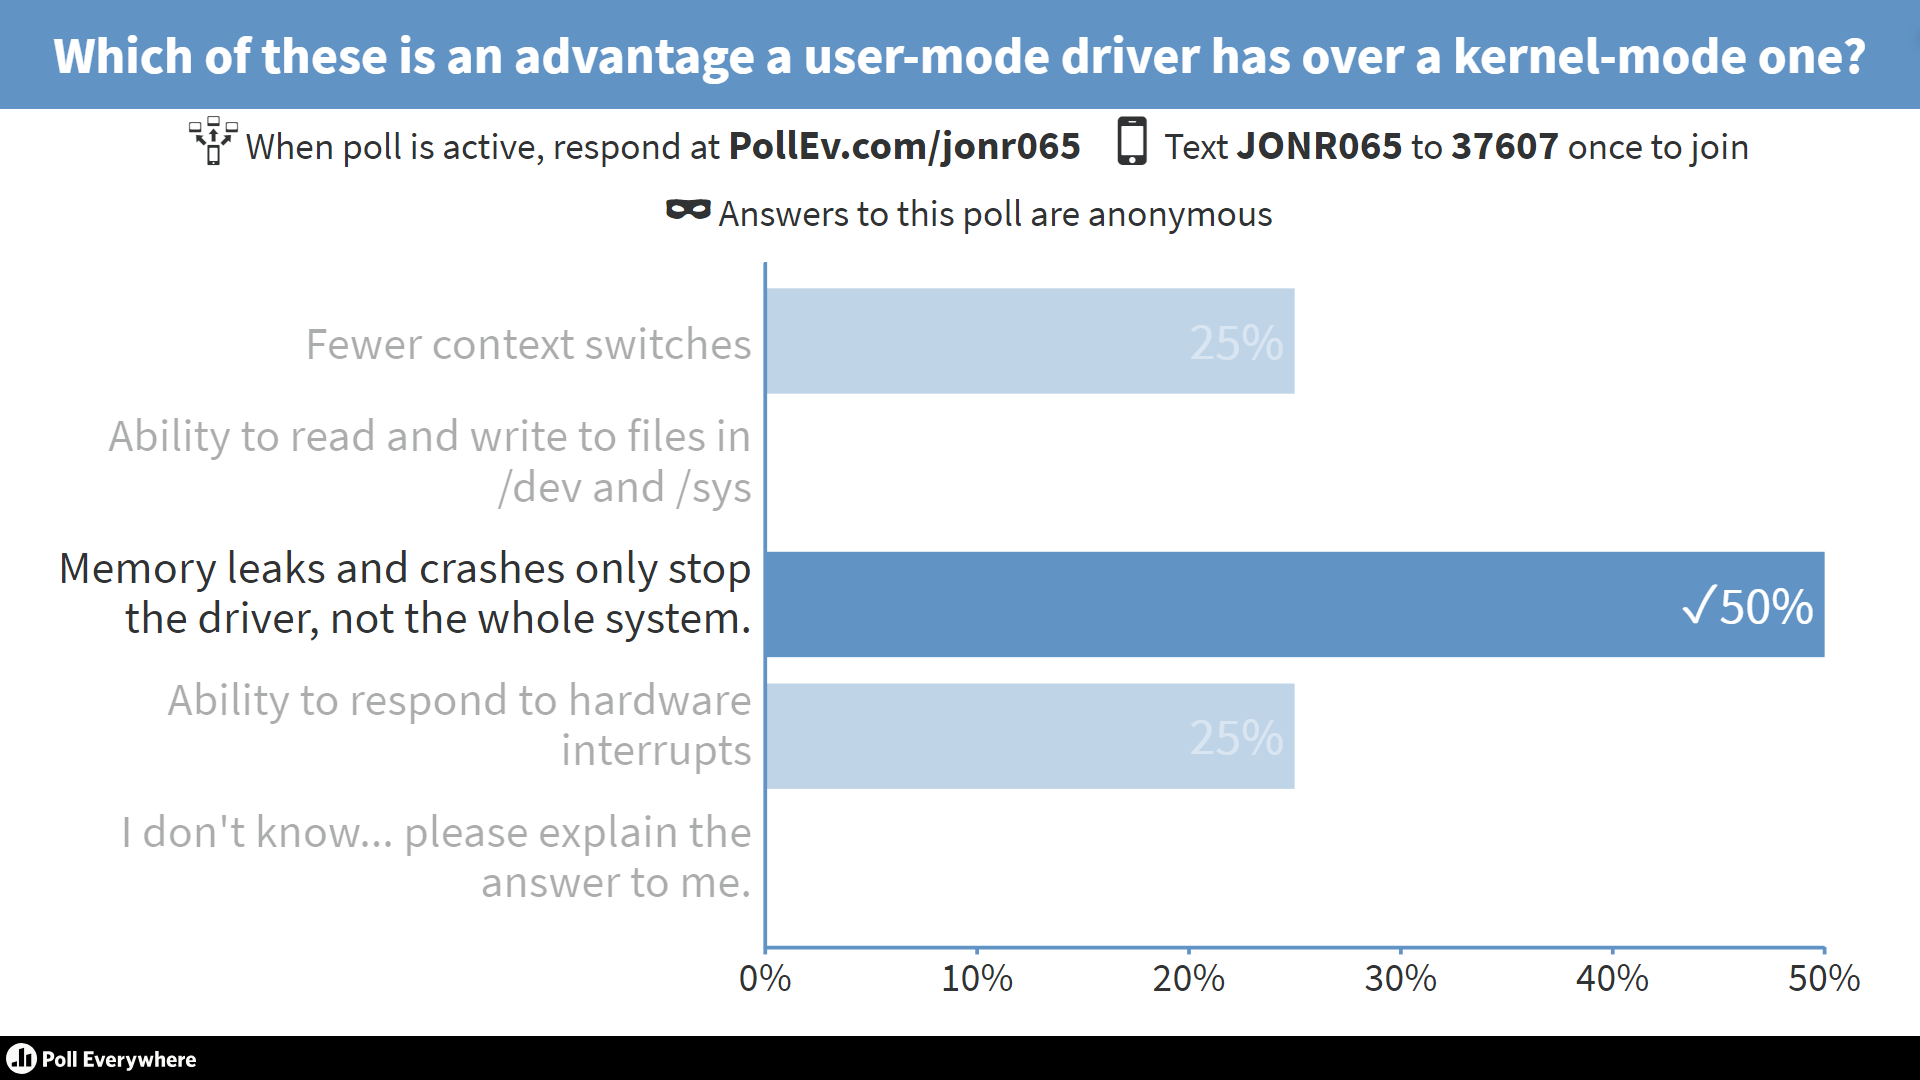 Which of these is an advantage a user-mode driver has over a kernel-mode one?
When poll is active, respond at PollEv.com/jonr065 Text JONR065 to 37607 once to join
Answers to this poll are anonymous
Fewer context switches
25%
Ability to read and write to files in
/dev and /sys
Memory leaks and crashes only stop
the driver, not the whole system.
✓50%
Ability to respond to hardware
interrupts
25%
I don't know... please explain the
answer to me.
0% 10% 20% 30% 40% 50%
Poll Everywhere